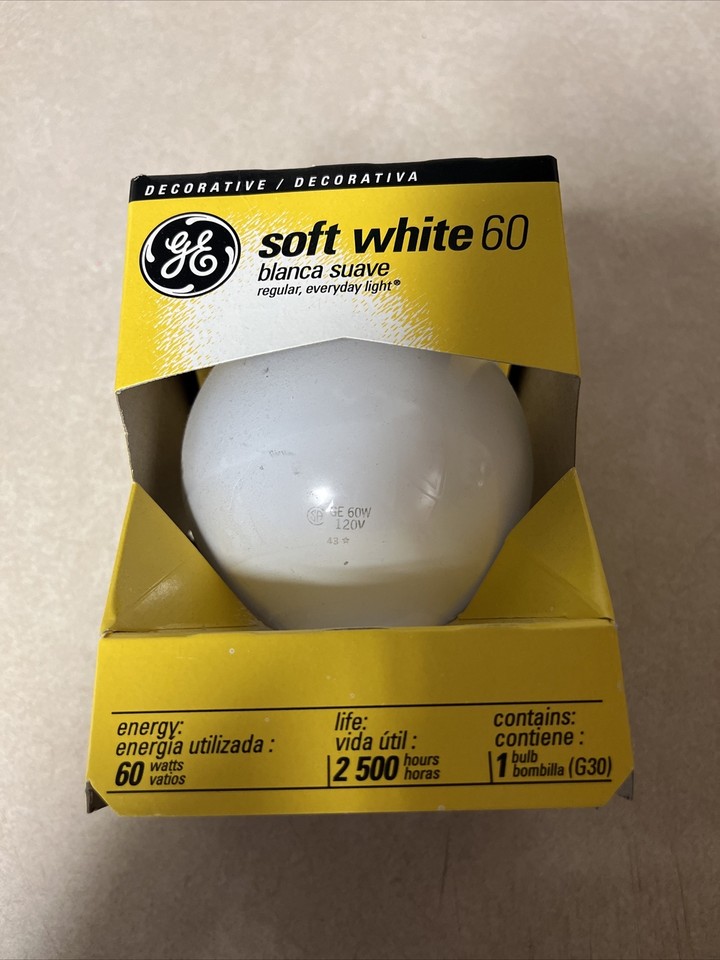 DECORATIVE / DECORATIVA
GE
soft white 60
blanca suave
regular, everyday light®
GE 60W
120V
43 ☆
energy:
energía utilizada :
60 watts
vatios
life:
vida útil :
2 500 hours
horas
contains:
contiene :
1 bulb
bombilla (G30)